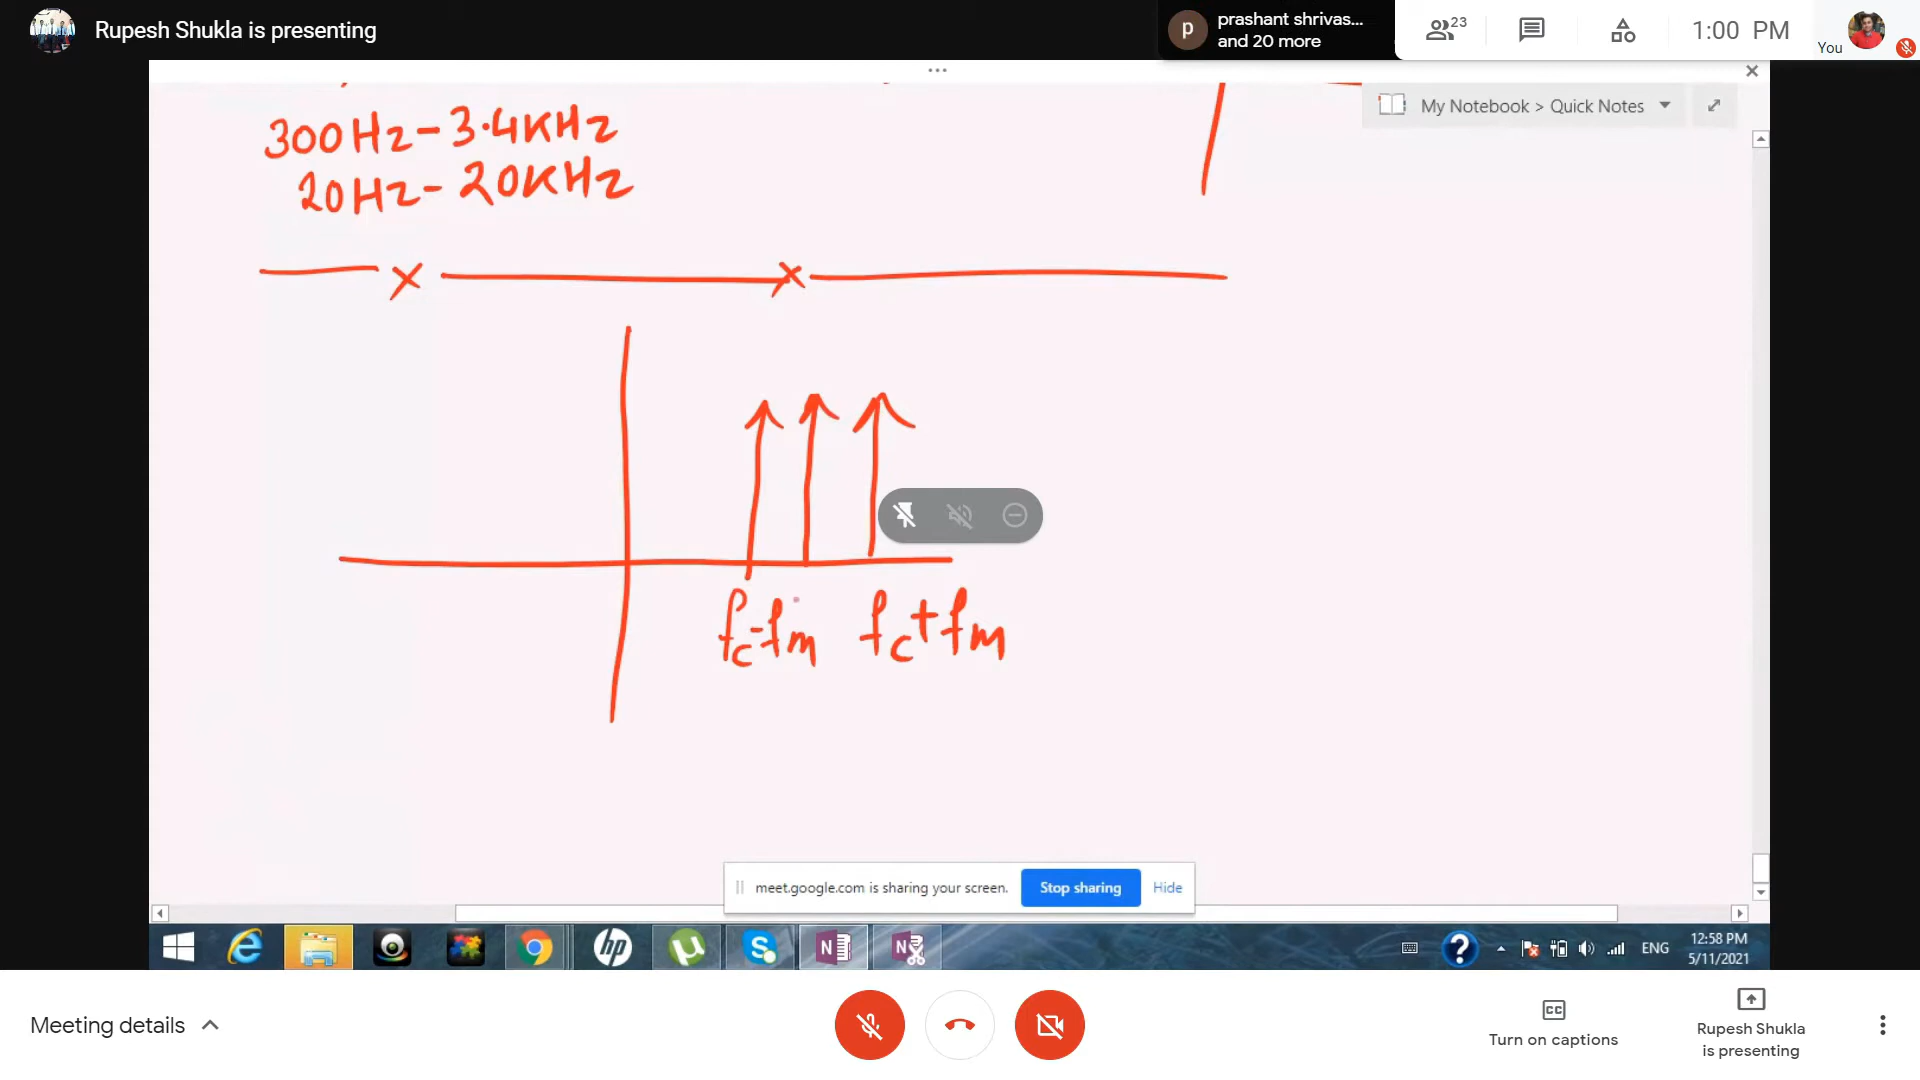 Rupesh Shukla is presenting
p
prashant shrivas...
and 20 more
23
1:00 PM
You
My Notebook > Quick Notes
300Hz-3.4KHz
20Hz-20KHz
fc-fm fc+fm
meet.google.com is sharing your screen.
Stop sharing
Hide
hp
N
N
ENG
12:58 PM
5/11/2021
Meeting details
CC
Turn on captions
Rupesh Shukla
is presenting